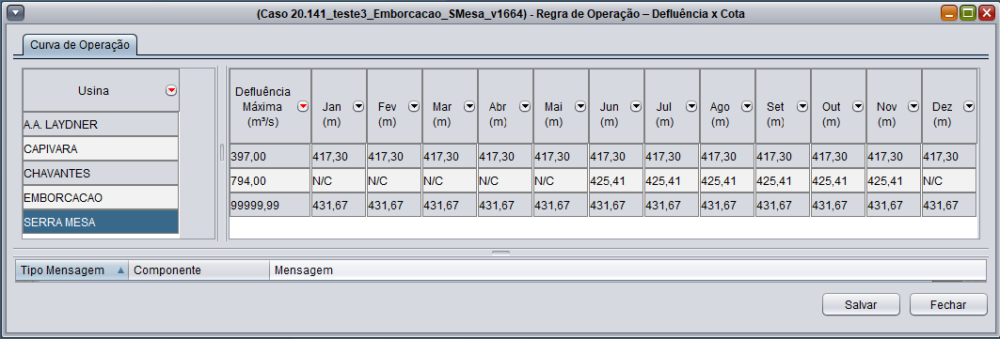 (Caso 20.141_teste3_Emborcacao_SMesa_v1664) - Regra de Operação – Defluência x Cota
Curva de Operação
Usina
A.A. LAYDNER
CAPIVARA
CHAVANTES
EMBORCACAO
SERRA MESA
Defluência Máxima (m³/s) Jan (m) Fev (m) Mar (m) Abr (m) Mai (m) Jun (m) Jul (m) Ago (m) Set (m) Out (m) Nov (m) Dez (m)
397,00 417,30 417,30 417,30 417,30 417,30 417,30 417,30 417,30 417,30 417,30 417,30 417,30
794,00 N/C N/C N/C N/C N/C 425,41 425,41 425,41 425,41 425,41 425,41 N/C
99999,99 431,67 431,67 431,67 431,67 431,67 431,67 431,67 431,67 431,67 431,67 431,67 431,67
Tipo Mensagem Componente Mensagem
Salvar Fechar